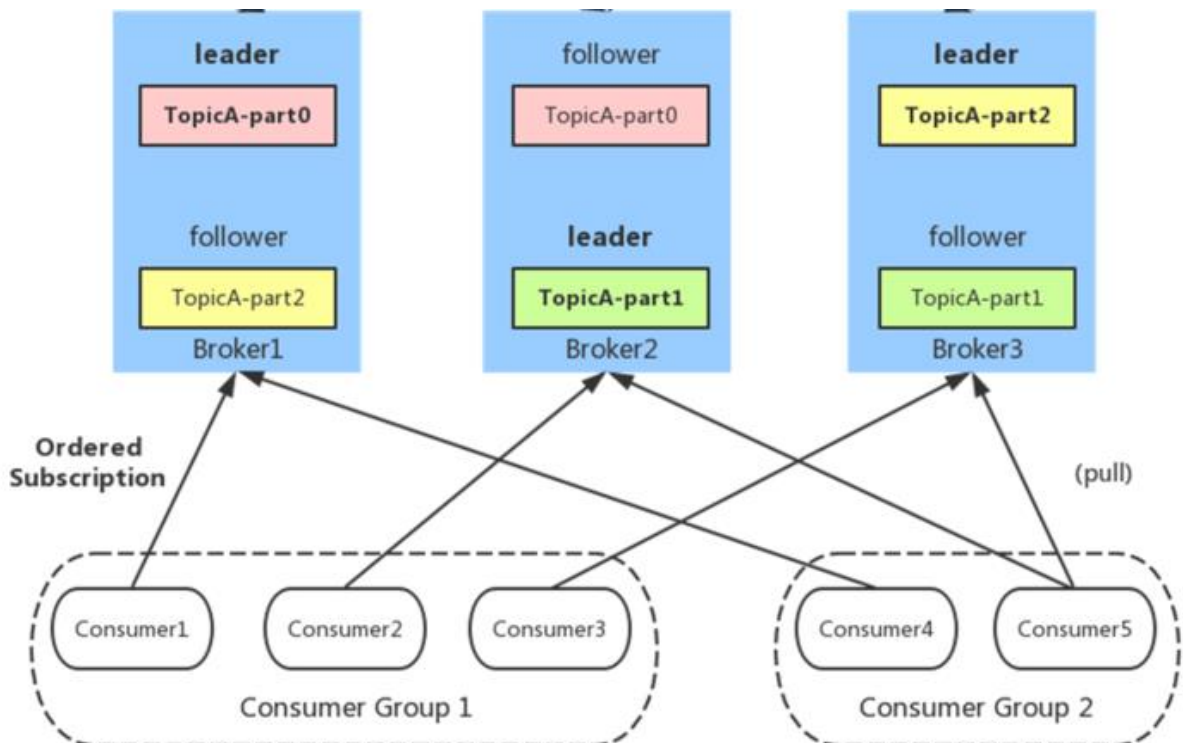 leader
TopicA-part0
follower
TopicA-part2
Broker1
follower
TopicA-part0
leader
TopicA-part1
Broker2
leader
TopicA-part2
follower
TopicA-part1
Broker3
Ordered
Subscription
(pull)
Consumer1
Consumer2
Consumer3
Consumer Group 1
Consumer4
Consumer5
Consumer Group 2